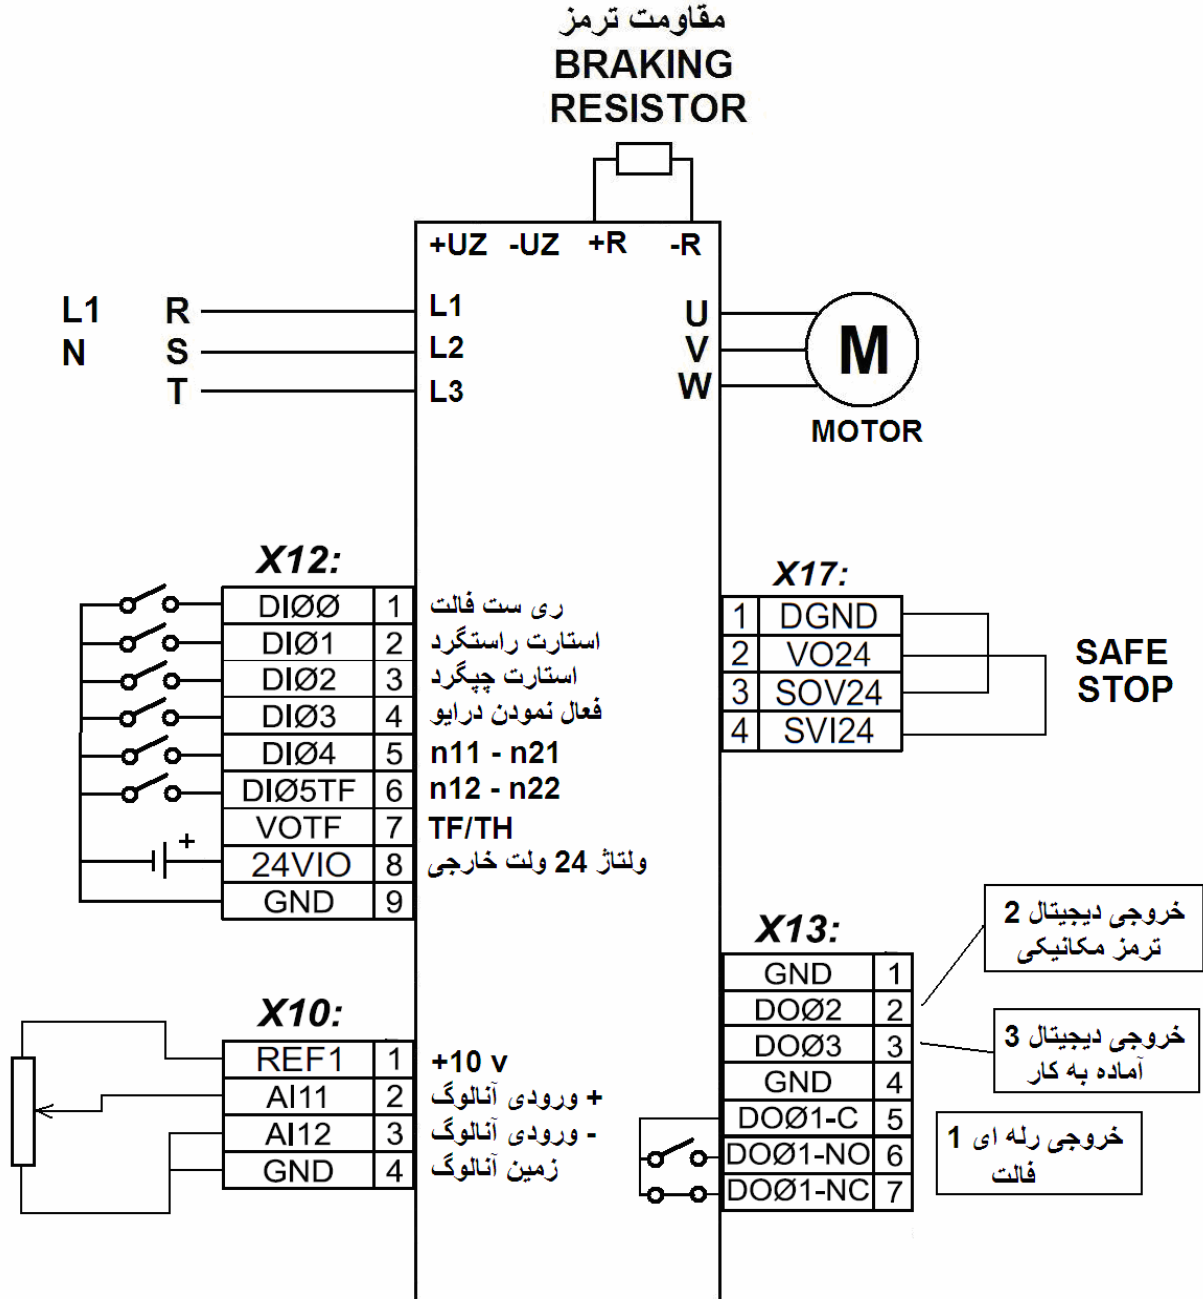 مقاومت ترمز
BRAKING
RESISTOR
+UZ -UZ +R -R
L1 R L1
N S L2
T L3
U
V
W
M
MOTOR
X12:
DIØØ 1 ری ست فالت
DIØ1 2 استارت راستگرد
DIØ2 3 استارت چپگرد
DIØ3 4 فعال نمودن درایو
DIØ4 5 n11 - n21
DIØ5TF 6 n12 - n22
VOTF 7 TF/TH
+
24VIO 8 ولتاژ 24 ولت خارجی
GND 9
X17:
1 DGND
2 VO24
3 SOV24
4 SVI24
SAFE
STOP
X10:
REF1 1 +10 v
AI11 2 ورودی آنالوگ +
AI12 3 ورودی آنالوگ -
GND 4 زمین آنالوگ
X13:
GND 1
DOØ2 2
DOØ3 3
GND 4
DOØ1-C 5
DOØ1-NO 6
DOØ1-NC 7
خروجی دیجیتال 2
ترمز مکانیکی
خروجی دیجیتال 3
آماده به کار
خروجی رله ای 1
فالت